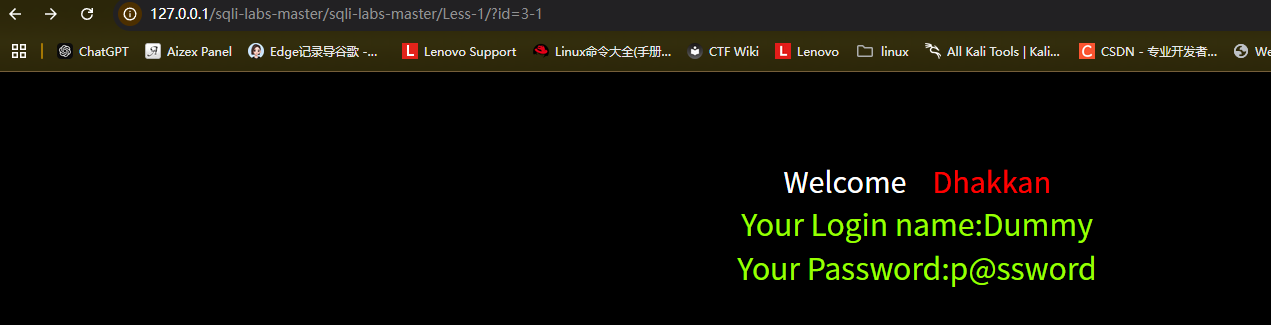 127.0.0.1/sqli-labs-master/sqli-labs-master/Less-1/?id=3-1
ChatGPT Aizex Panel Edge记录导谷歌 -... Lenovo Support Linux命令大全(手册... CTF Wiki Lenovo linux All Kali Tools | Kali... CSDN - 专业开发者... We
Welcome Dhakkan
Your Login name:Dummy
Your Password:p@ssword